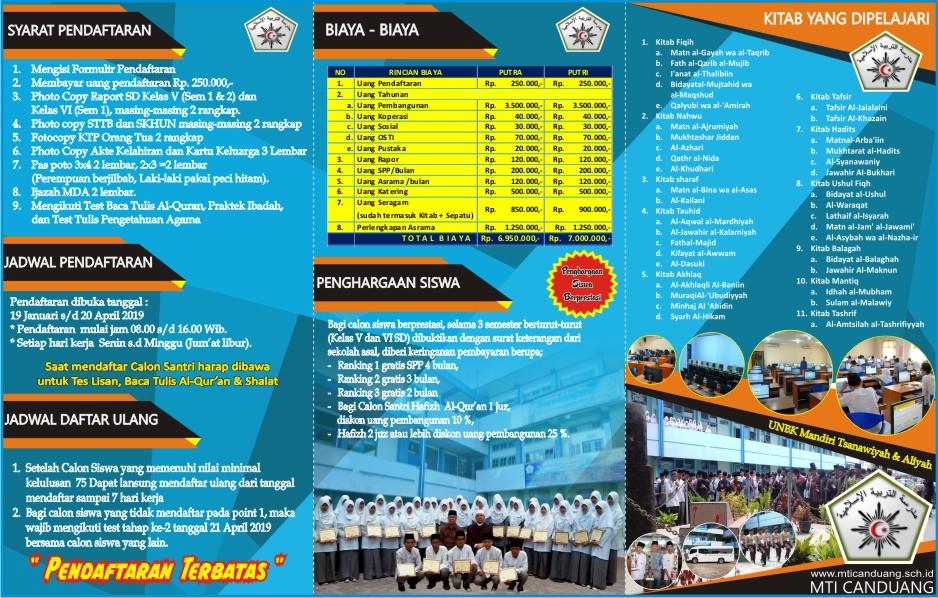 SYARAT PENDAFTARAN
1. Mengisi Formulir Pendaftaran
2. Membayar uang pendaftaran Rp. 250.000,-
3. Photo Copy Raport SD Kelas V (Sem 1 & 2) dan
Kelas VI (Sem 1), masing-masing 2 rangkap.
4. Photo copy STTB dan SKHUN masing-masing 2 rangkap
5. Fotocopy KTP Orang Tua 2 rangkap
6. Photo Copy Akte Kelahiran dan Kartu Keluarga 3 Lembar
7. Pas poto 3x4 2 lembar, 2x3 =2 lembar
(Perempuan berjilbab, Laki-laki pakai peci hitam).
8. Ijazah MDA 2 lembar.
9. Mengikuti Test Baca Tulis Al-Quran, Praktek Ibadah,
dan Test Tulis Pengetahuan Agama
JADWAL PENDAFTARAN
Pendaftaran dibuka tanggal :
19 Januari s/d 20 April 2019
* Pendaftaran mulai jam 08.00 s/d 16.00 Wib.
* Setiap hari kerja Senin s.d Minggu (Jum'at libur).
Saat mendaftar Calon Santri harap dibawa
untuk Tes Lisan, Baca Tulis Al-Qur'an & Shalat
JADWAL DAFTAR ULANG
1. Setelah Calon Siswa yang memenuhi nilai minimal
kelulusan 75 Dapat lansung mendaftar ulang dari tanggal
mendaftar sampai 7 hari kerja
2. Bagi calon siswa yang tidak mendaftar pada point 1, maka
wajib mengikuti test tahap ke-2 tanggal 21 April 2019
bersama calon siswa yang lain.
" PENDAFTARAN TERBATAS "
BIAYA - BIAYA
NO RINCIAN BIAYA PUTRA PUTRI
1. Uang Pendaftaran Rp. 250.000,- Rp. 250.000,-
2. Uang Tahunan
a. Uang Pembangunan Rp. 3.500.000,- Rp. 3.500.000,-
b. Uang Koperasi Rp. 40.000,- Rp. 40.000,-
c. Uang Sosial Rp. 30.000,- Rp. 30.000,-
d. Uang OSTI Rp. 70.000,- Rp. 70.000,-
e. Uang Pustaka Rp. 20.000,- Rp. 20.000,-
3. Uang Rapor Rp. 120.000,- Rp. 120.000,-
4. Uang SPP/Bulan Rp. 200.000,- Rp. 200.000,-
5. Uang Asrama /bulan Rp. 120.000,- Rp. 120.000,-
6. Uang Katering Rp. 500.000,- Rp. 500.000,-
7. Uang Seragam
(sudah termasuk Kitab + Sepatu) Rp. 850.000,- Rp. 900.000,-
8. Perlengkapan Asrama Rp. 1.250.000,- Rp. 1.250.000,-
TOTAL BIAYA Rp. 6.950.000,- Rp. 7.000.000,-
PENGHARGAAN SISWA
Penghargaan
Siswa
Berprestasi
Bagi calon siswa berprestasi, selama 3 semester berturut-turut
(Kelas V dan VI SD) dibuktikan dengan surat keterangan dari
sekolah asal, diberi keringanan pembayaran berupa;
- Ranking 1 gratis SPP 4 bulan,
- Ranking 2 gratis 3 bulan,
- Ranking 3 gratis 2 bulan
- Bagi Calon Santri Hafizh Al-Qur'an 1 juz,
diskon uang pembangunan 10 %,
- Hafizh 2 juz atau lebih diskon uang pembangunan 25 %.
KITAB YANG DIPELAJARI
1. Kitab Fiqih
a. Matn al-Gayah wa al-Taqrib
b. Fath al-Qarib al-Mujib
c. I'anat al-Thalibiin
d. Bidayatal-Mujtahid wa
al-Maqshud
e. Qalyubi wa al-'Amirah
2. Kitab Nahwu
a. Matn al-Ajrumiyah
b. Mukhtashar Jiddan
c. Al-Azhari
d. Qathr al-Nida
e. Al-Khudhari
3. Kitab sharaf
a. Matn al-Bina wa al-Asas
b. Al-Kailani
4. Kitab Tauhid
a. Al-Aqwal al-Mardhiyah
b. Al-Jawahir al-Kalamiyah
c. Fathal-Majid
d. Kifayat al-Awwam
e. Al-Dasuki
5. Kitab Akhlaq
a. Al-Akhlaqli Al-Baniin
b. MuraqiAl-'Ubudiyyah
c. Minhaj Al 'Abidin
d. Syarh Al-Hikam
6. Kitab Tafsir
a. Tafsir Al-Jalalaini
b. Tafsir Al-Khazain
7. Kitab Hadits
a. Matnal-Arba'iin
b. Mukhtarat al-Hadits
c. Al-Syanawaniy
d. Jawahir Al-Bukhari
8. Kitab Ushul Fiqh
a. Bidayat al-Ushul
b. Al-Waraqat
c. Lathaif al-Isyarah
d. Matn al-Jam' al-Jawami'
e. Al-Asybah wa al-Nazha-ir
9. Kitab Balagah
a. Bidayat al-Balaghah
b. Jawahir Al-Maknun
10. Kitab Mantiq
a. Idhah al-Mubham
b. Sulam al-Malawiy
11. Kitab Tashrif
a. Al-Amtsilah al-Tashrifiyyah
UNBK Mandiri Tsanawiyah & Aliyah
مدرسة التربية الإسلامية
www.mticanduang.sch.id
MTI CANDUANG